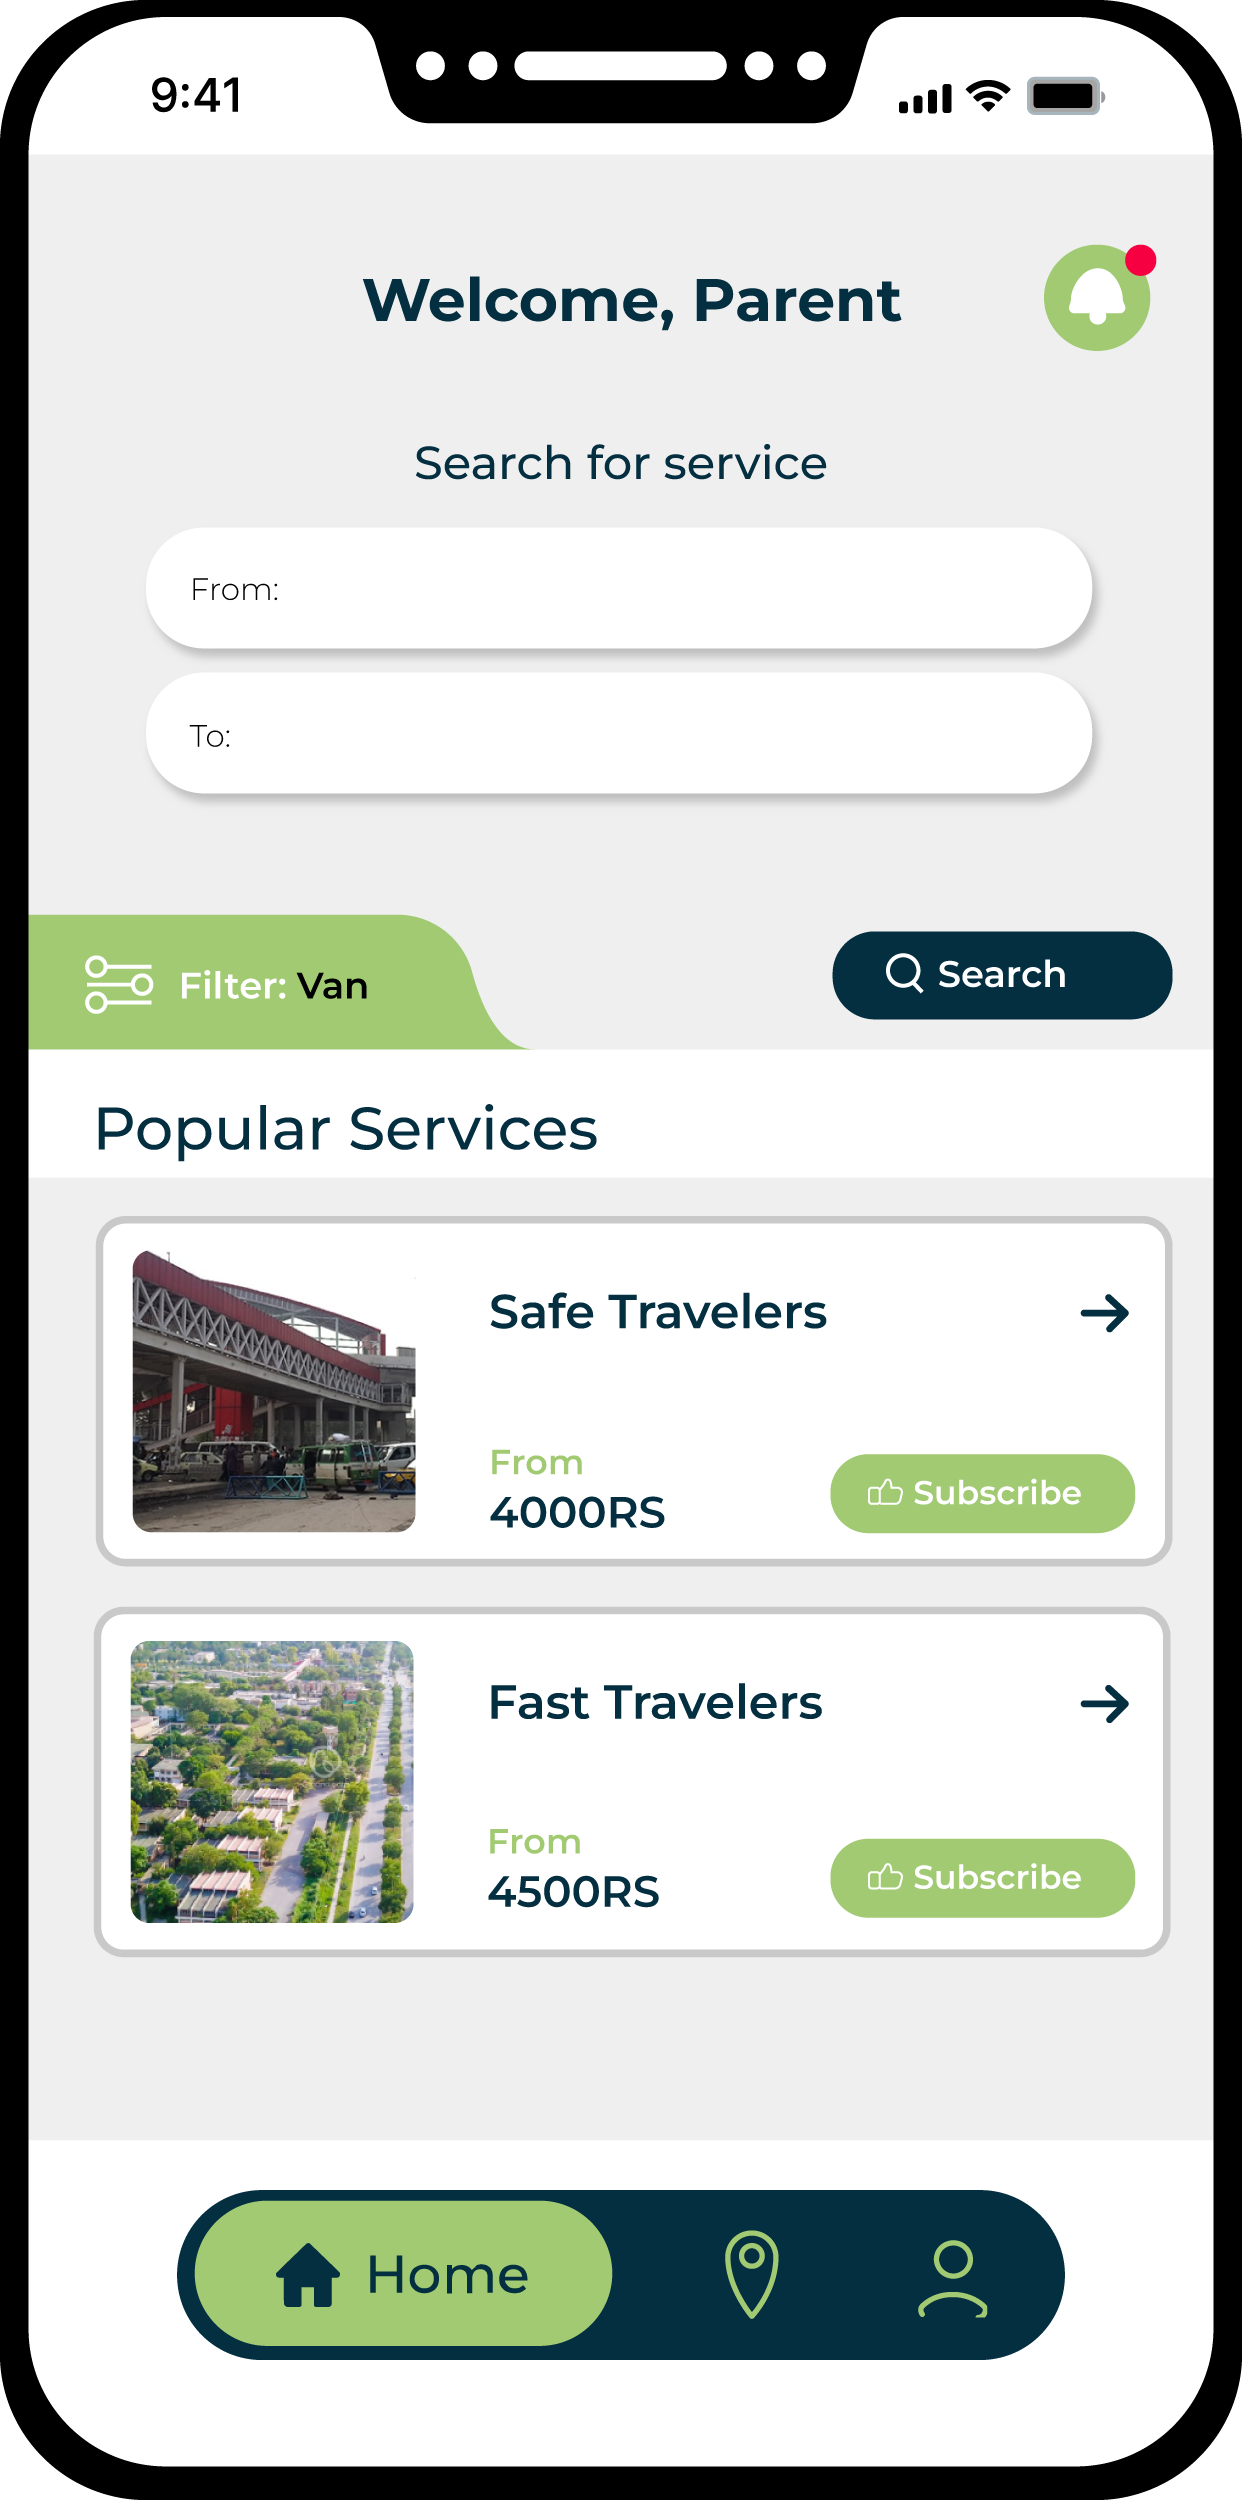 9:41
Welcome, Parent
Search for service
From:
To:
Filter: Van
Search
Popular Services
Safe Travelers
From
4000RS
Subscribe
Fast Travelers
From
4500RS
Subscribe
Home